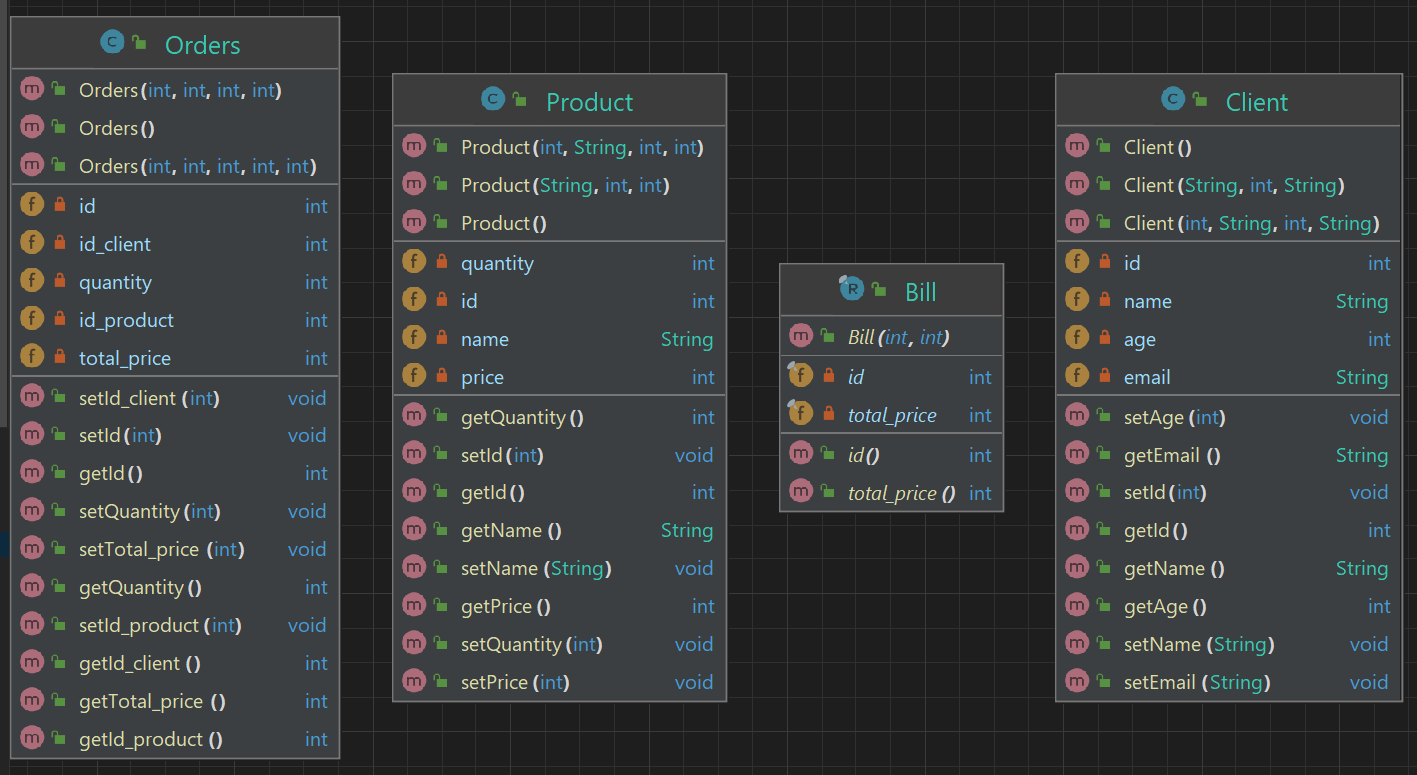 Orders
Orders(int, int, int, int)
Orders()
Orders(int, int, int, int, int)
id int
id_client int
quantity int
id_product int
total_price int
setId_client (int) void
setId(int) void
getId() int
setQuantity(int) void
setTotal_price (int) void
getQuantity() int
setId_product(int) void
getId_client () int
getTotal_price () int
getId_product () int
Product
Product(int, String, int, int)
Product(String, int, int)
Product()
quantity int
id int
name String
price int
getQuantity() int
setId(int) void
getId() int
getName () String
setName (String) void
getPrice () int
setQuantity(int) void
setPrice (int) void
Bill
Bill(int, int)
id int
total_price int
id() int
total_price () int
Client
Client()
Client(String, int, String)
Client(int, String, int, String)
id int
name String
age int
email String
setAge (int) void
getEmail () String
setId(int) void
getId() int
getName () String
getAge () int
setName (String) void
setEmail (String) void